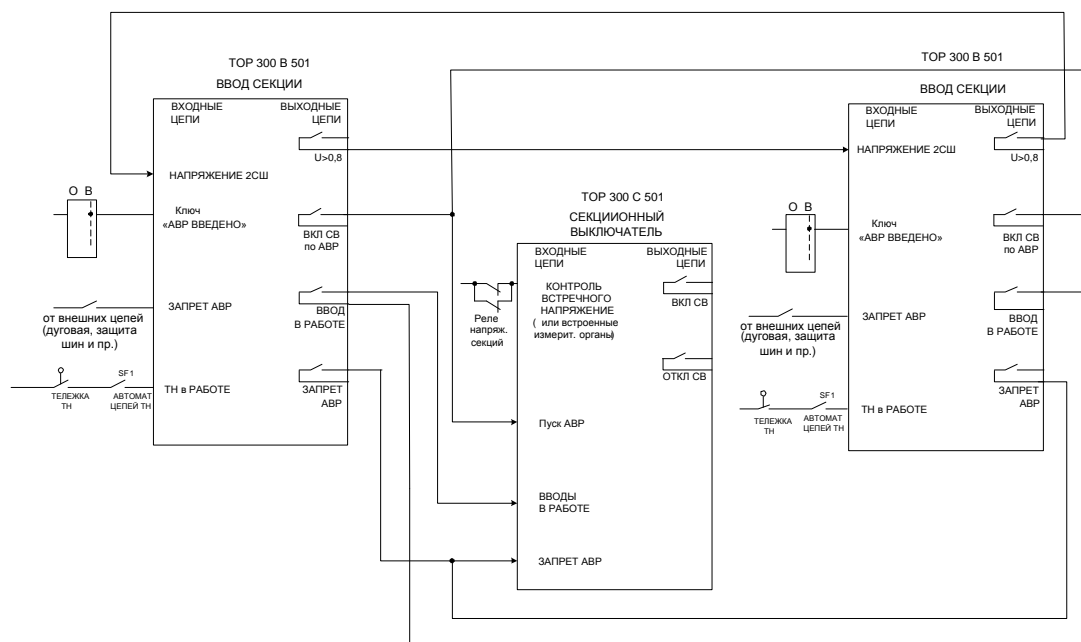 ТОР 300 В 501
ВВОД СЕКЦИИ
ВХОДНЫЕ
ЦЕПИ
ВЫХОДНЫЕ
ЦЕПИ
U>0,8
НАПРЯЖЕНИЕ 2СШ
О В
Ключ
«АВР ВВЕДЕНО»
ВКЛ СВ
по АВР
ЗАПРЕТ АВР
от внешних цепей
(дуговая, защита
шин и пр.)
ВВОД
В РАБОТЕ
SF1
ТЕЛЕЖКА
ТН
АВТОМАТ
ЦЕПЕЙ ТН
ТН в РАБОТЕ
ЗАПРЕТ
АВР
ТОР 300 С 501
СЕКЦИОННЫЙ
ВЫКЛЮЧАТЕЛЬ
ВХОДНЫЕ
ЦЕПИ
ВЫХОДНЫЕ
ЦЕПИ
КОНТРОЛЬ
ВСТРЕЧНОГО
НАПРЯЖЕНИЕ
( или встроенные
измерит. органы)
Реле
напряж.
секций
ВКЛ СВ
ОТКЛ СВ
Пуск АВР
ВВОДЫ
В РАБОТЕ
ЗАПРЕТ АВР
ТОР 300 В 501
ВВОД СЕКЦИИ
ВХОДНЫЕ
ЦЕПИ
ВЫХОДНЫЕ
ЦЕПИ
НАПРЯЖЕНИЕ 2СШ
U>0,8
О В
Ключ
«АВР ВВЕДЕНО»
ВКЛ СВ
по АВР
от внешних цепей
(дуговая, защита
шин и пр.)
ЗАПРЕТ АВР
ВВОД
В РАБОТЕ
SF1
ТЕЛЕЖКА
ТН
АВТОМАТ
ЦЕПЕЙ ТН
ТН в РАБОТЕ
ЗАПРЕТ
АВР